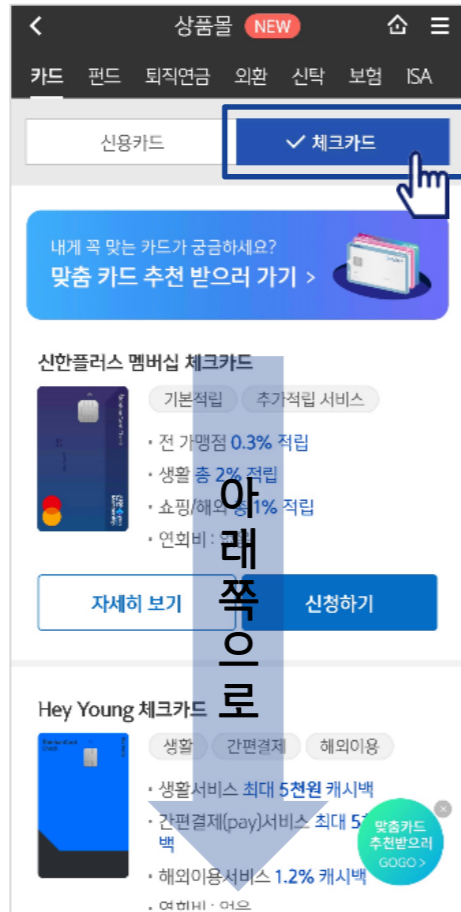 상품몰 NEW
카드 펀드 퇴직연금 외환 신탁 보험 ISA
신용카드 체크카드
내게 꼭 맞는 카드가 궁금하세요?
맞춤 카드 추천 받으러 가기 >
신한플러스 멤버십 체크카드
기본적립 추가적립 서비스
· 전 가맹점 0.3% 적립
· 생활 총 2% 적립
· 쇼핑/해외 총 1% 적립
· 연회비 :
자세히 보기 신청하기
아래쪽으로
Hey Young 체크카드
생활 간편결제 해외이용
· 생활서비스 최대 5천원 캐시백
· 간편결제(pay)서비스 최대
백
· 해외이용서비스 1.2% 캐시백
· 연회비 : 없음
맞춤카드
추천받으러
GOGO >